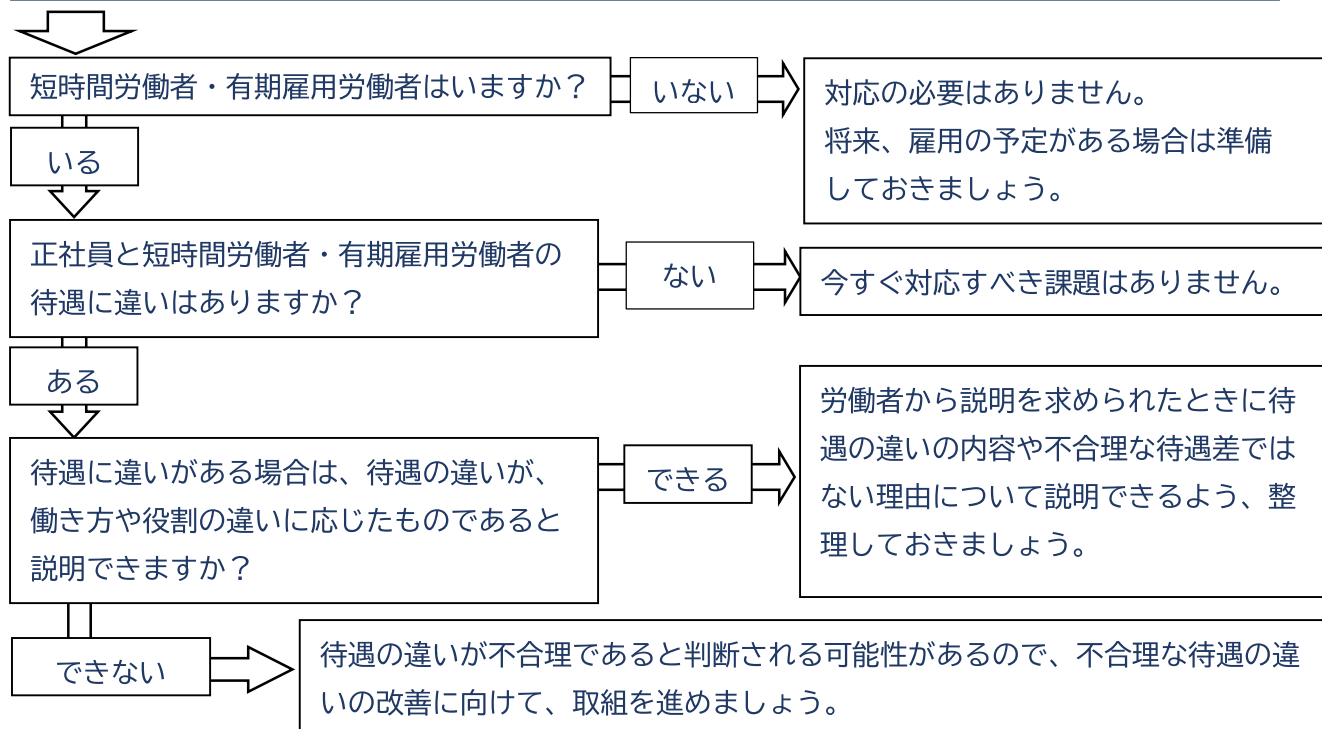 短時間労働者・有期雇用労働者はいますか？
いない
対応の必要はありません。
将来、雇用の予定がある場合は準備
しておきましょう。
いる
正社員と短時間労働者・有期雇用労働者の
待遇に違いはありますか？
ない
今すぐ対応すべき課題はありません。
ある
待遇に違いがある場合は、待遇の違いが、
働き方や役割の違いに応じたものであると
説明できますか？
できる
労働者から説明を求められたときに待
遇の違いの内容や不合理な待遇差では
ない理由について説明できるよう、整
理しておきましょう。
できない
待遇の違いが不合理であると判断される可能性があるので、不合理な待遇の違
いの改善に向けて、取組を進めましょう。